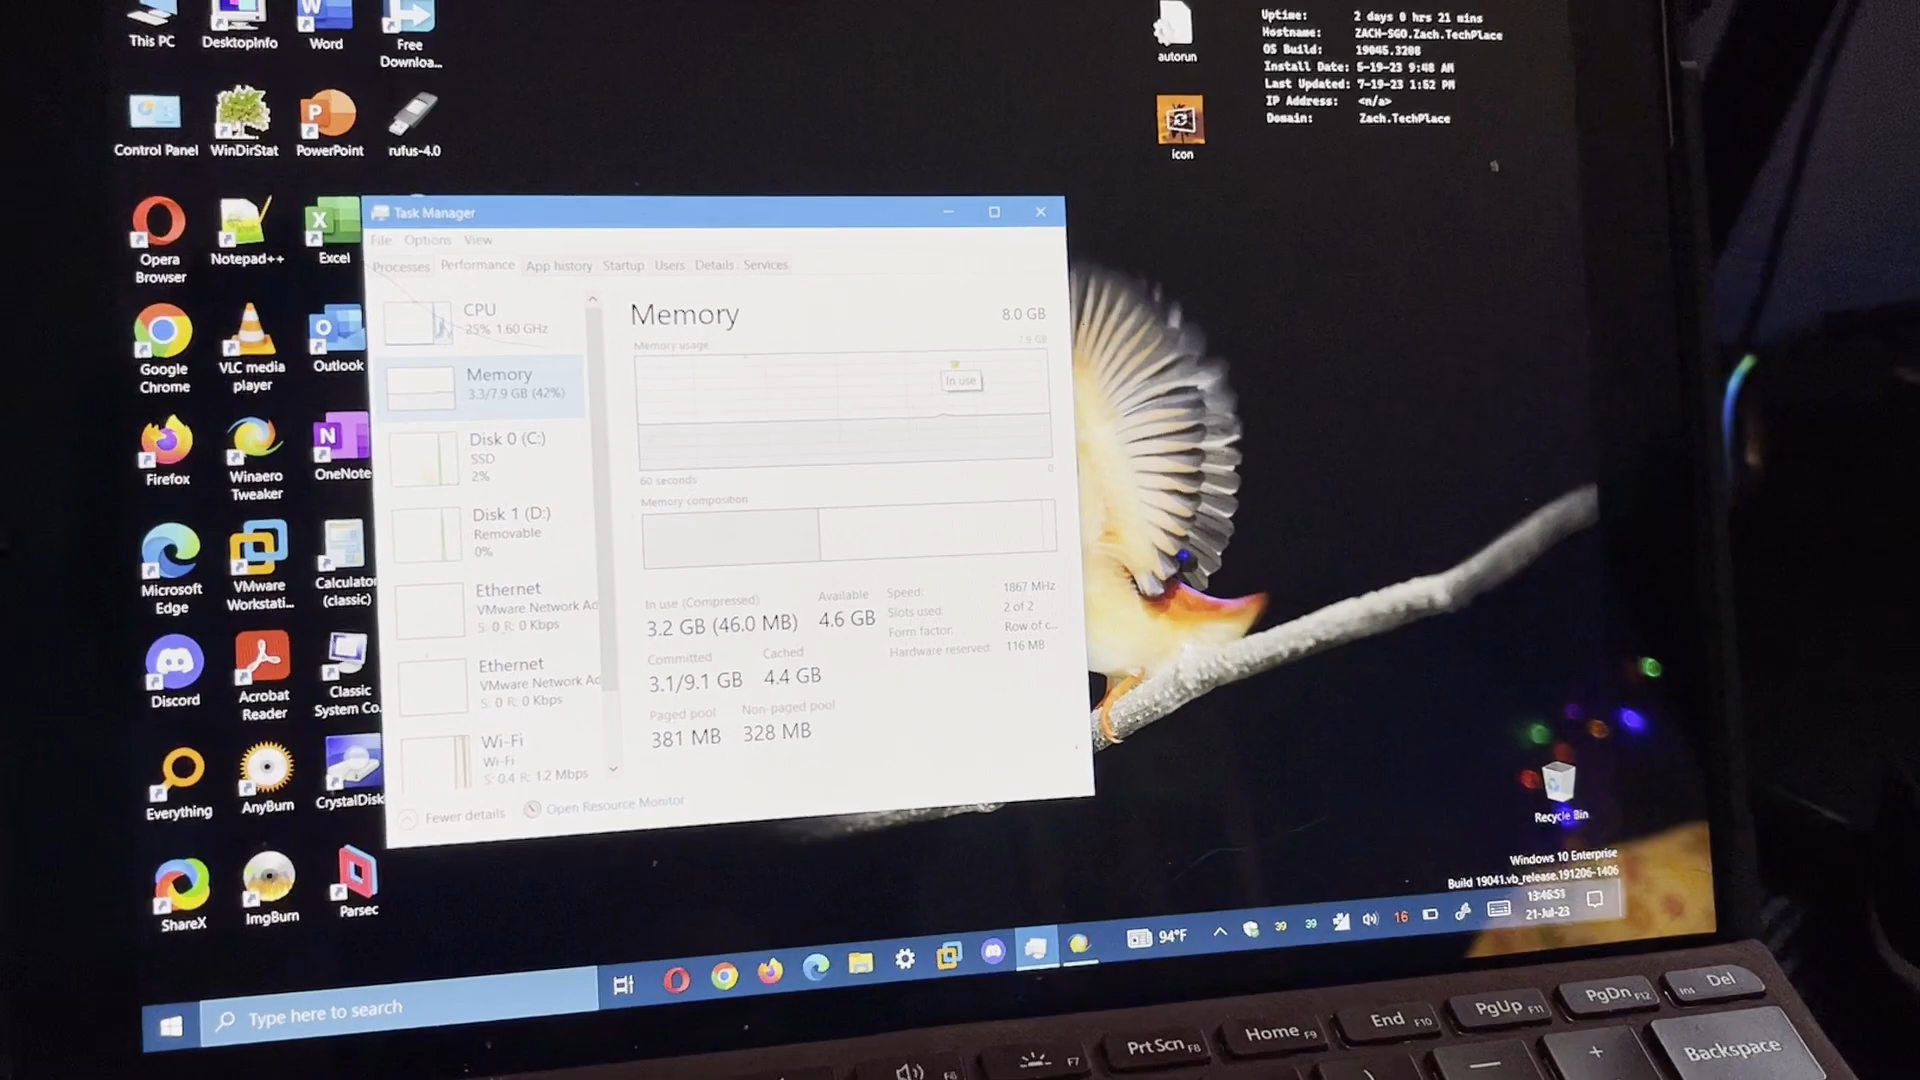 This PC
DesktopInfo
Word
Free
Downloa...
Control Panel
WinDirStat
PowerPoint
rufus-4.0
Opera
Browser
Notepad++
Excel
Google
Chrome
VLC media
player
Outlook
Firefox
Winaero
Tweaker
OneNote
Microsoft
Edge
VMware
Workstati...
Calculator
(classic)
Discord
Acrobat
Reader
Classic
System Co.
Everything
AnyBurn
CrystalDisk
ShareX
ImgBurn
Parsec
autorun
icon
Uptime: 2 days 0 hrs 21 mins
Hostname: ZACH-SGO.Zach.TechPlace
OS Build: 19045.3208
Install Date: 5-19-23 9:48 AM
Last Updated: 7-19-23 1:52 PM
IP Address: <n/a>
Domain: Zach.TechPlace
Task Manager
File Options View
Processes Performance App history Startup Users Details Services
CPU
25% 1.60 GHz
Memory
3.3/7.9 GB (42%)
Disk 0 (C:)
SSD
2%
Disk 1 (D:)
Removable
0%
Ethernet
VMware Network Ad
S: 0 R: 0 Kbps
Ethernet
VMware Network Ad
S: 0 R: 0 Kbps
Wi-Fi
Wi-Fi
S: 0.4 R: 1.2 Mbps
Memory 8.0 GB
Memory usage 7.9 GB
In use
60 seconds 0
Memory composition
In use (Compressed) Available
3.2 GB (46.0 MB) 4.6 GB
Committed Cached
3.1/9.1 GB 4.4 GB
Paged pool Non-paged pool
381 MB 328 MB
Speed: 1867 MHz
Slots used: 2 of 2
Form factor: Row of c...
Hardware reserved: 116 MB
Fewer details Open Resource Monitor
Recycle Bin
Windows 10 Enterprise
Build 19041.vb_release.191206-1406
Type here to search
94°F
39 39
16
13:46:51
21-Jul-23
F6
F7
PrtScn F8
Home F9
End F10
PgUp F11
PgDn F12
Ins Del
+
Backspace